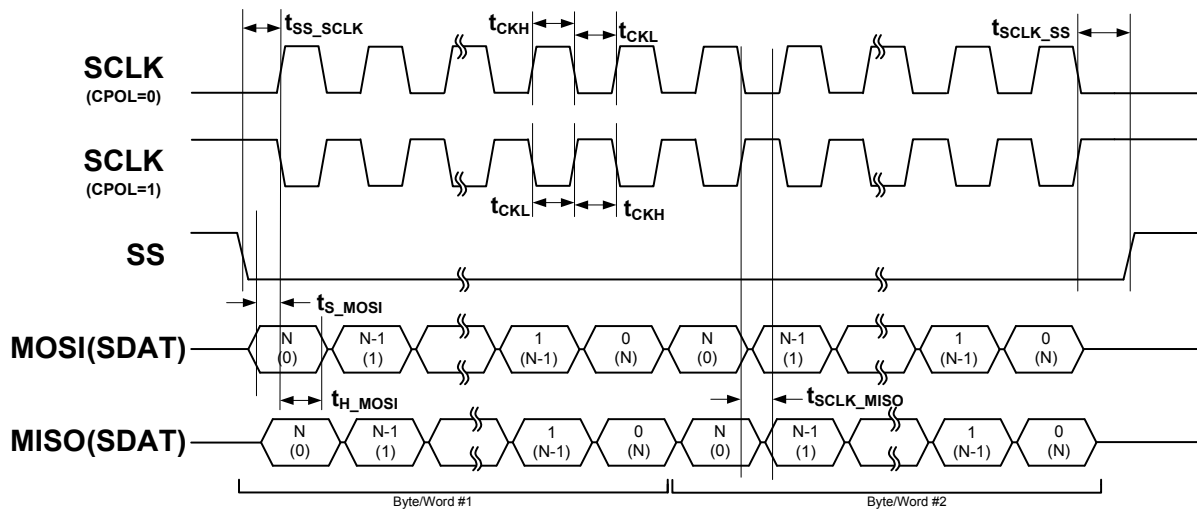 tSS_SCLK tCKH tCKL tSCLK_SS
SCLK
(CPOL=0)
SCLK
(CPOL=1)
tCKL tCKH
SS
tS_MOSI
MOSI(SDAT) N N-1 1 0 N N-1 1 0
(0) (1) (N-1) (N) (0) (1) (N-1) (N)
tH_MOSI tSCLK_MISO
MISO(SDAT) N N-1 1 0 N N-1 1 0
(0) (1) (N-1) (N) (0) (1) (N-1) (N)
Byte/Word #1 Byte/Word #2